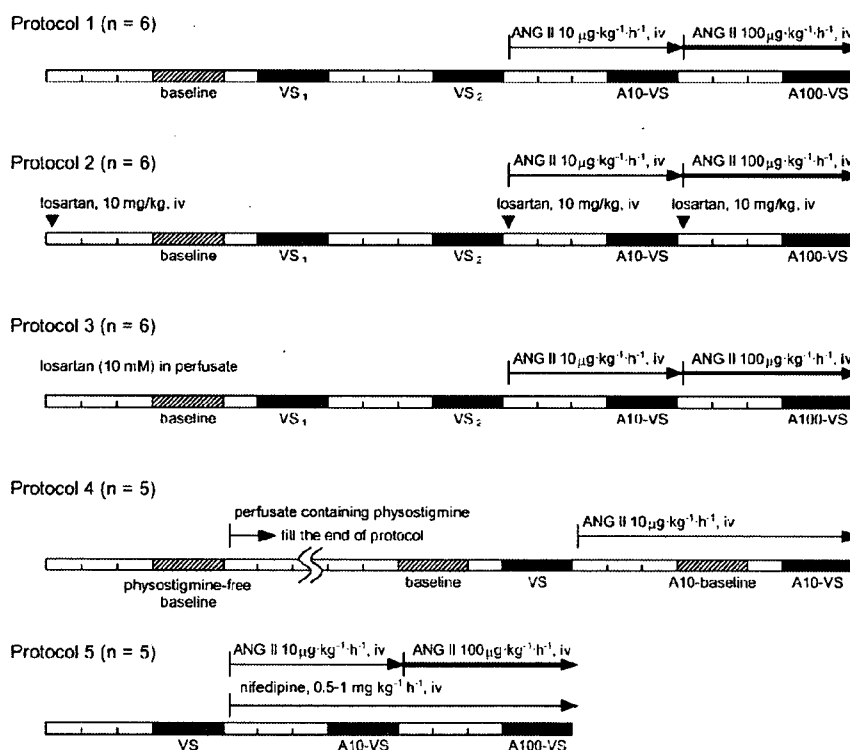 Protocol 1 (n = 6)
ANG II 10 µg·kg⁻¹·h⁻¹, iv ANG II 100 µg·kg⁻¹·h⁻¹, iv
baseline VS₁ VS₂ A10-VS A100-VS
Protocol 2 (n = 6)
ANG II 10 µg·kg⁻¹·h⁻¹, iv ANG II 100 µg·kg⁻¹·h⁻¹, iv
losartan, 10 mg/kg, iv losartan, 10 mg/kg, iv losartan, 10 mg/kg, iv
baseline VS₁ VS₂ A10-VS A100-VS
Protocol 3 (n = 6)
losartan (10 mM) in perfusate ANG II 10 µg·kg⁻¹·h⁻¹, iv ANG II 100 µg·kg⁻¹·h⁻¹, iv
baseline VS₁ VS₂ A10-VS A100-VS
Protocol 4 (n = 5)
perfusate containing physostigmine
till the end of protocol
ANG II 10 µg·kg⁻¹·h⁻¹, iv
physostigmine-free
baseline
baseline VS A10-baseline A10-VS
Protocol 5 (n = 5)
ANG II 10 µg·kg⁻¹·h⁻¹, iv ANG II 100 µg·kg⁻¹·h⁻¹, iv
nifedipine, 0.5-1 mg kg⁻¹ h⁻¹, iv
VS A10-VS A100-VS